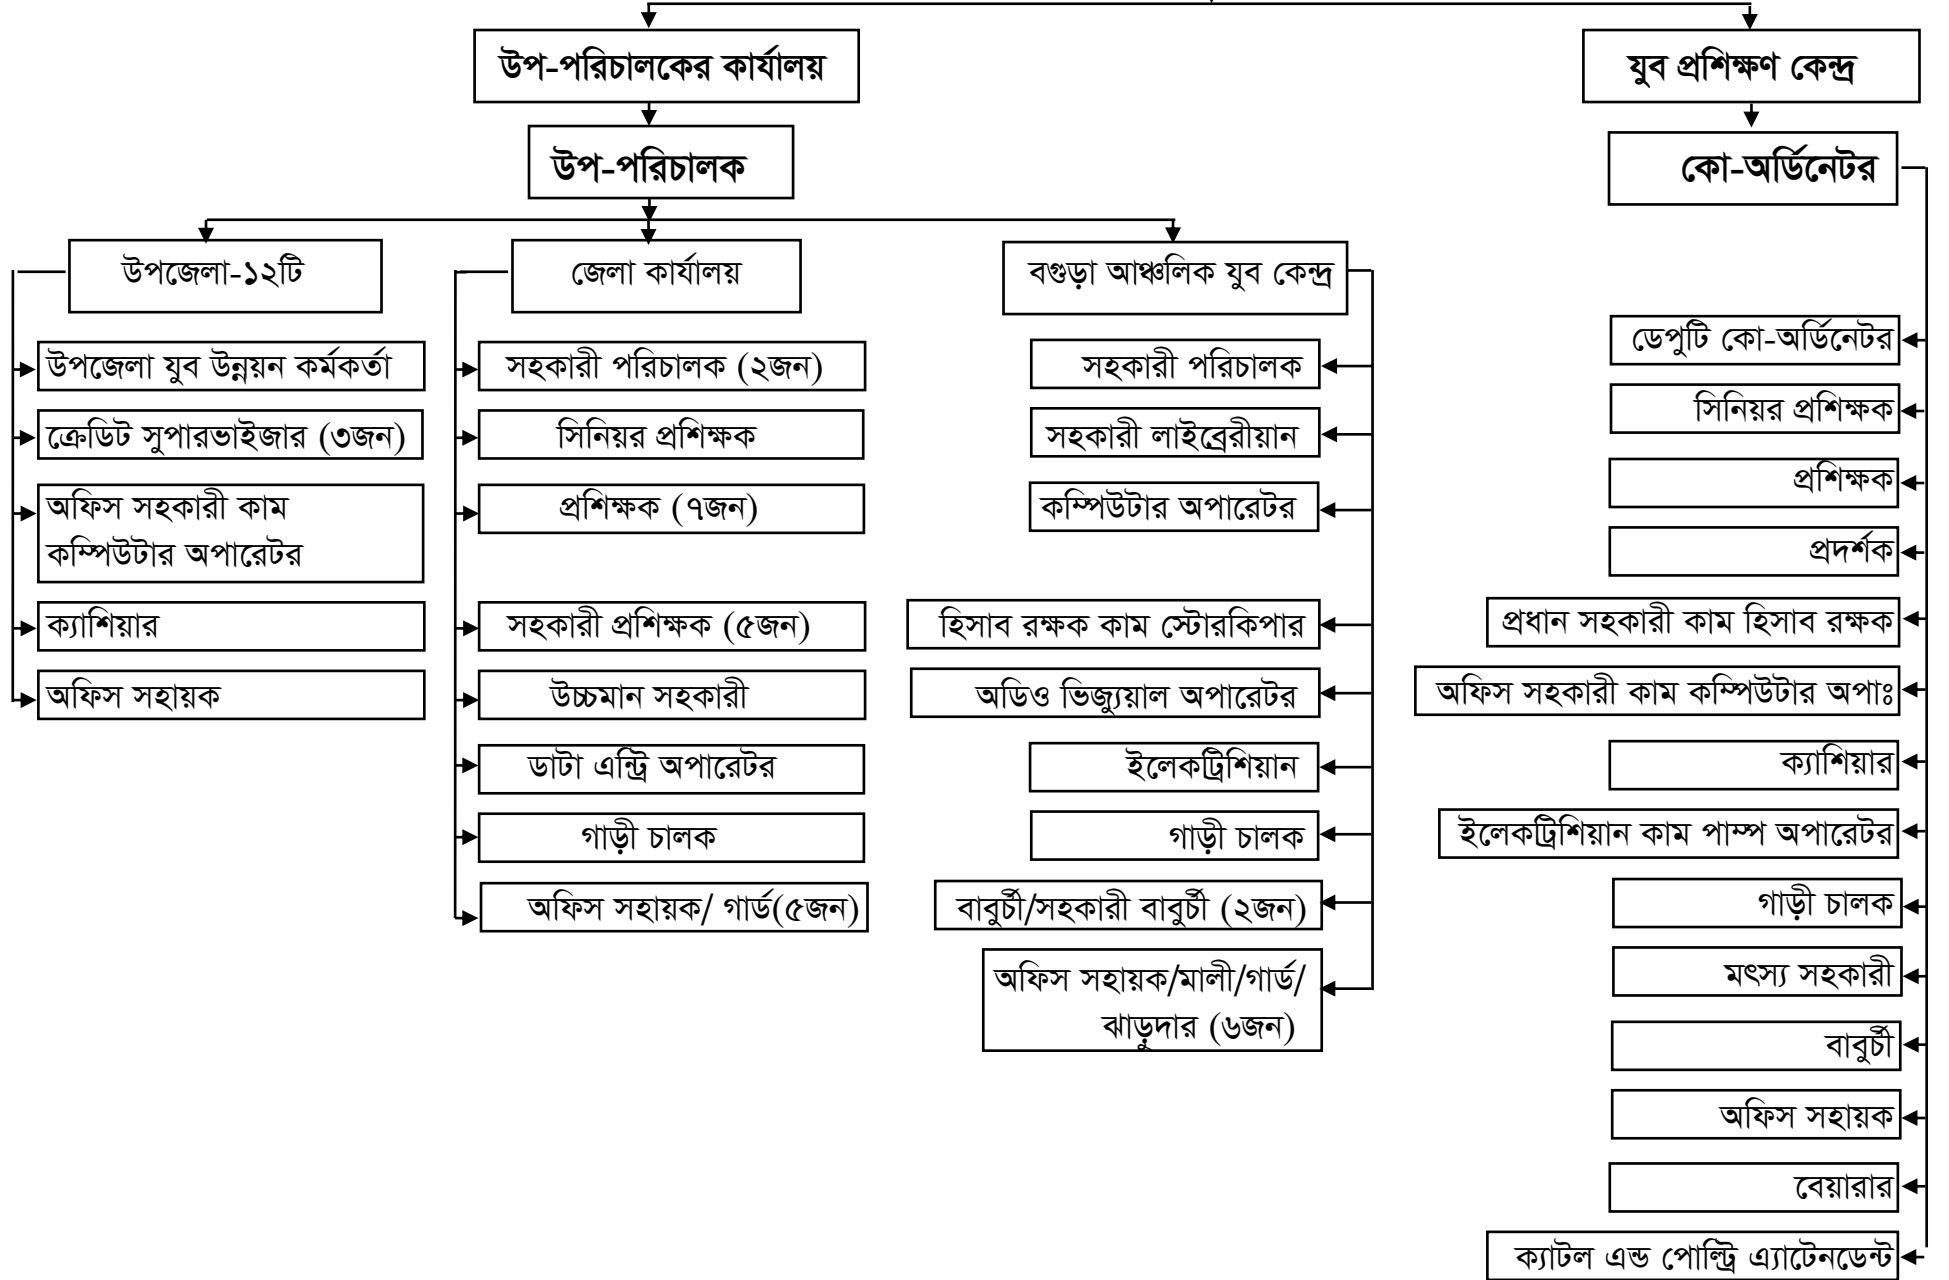 উপ-পরিচালকের কার্যালয়
যুব প্রশিক্ষণ কেন্দ্র
উপ-পরিচালক
কো-অর্ডিনেটর
উপজেলা-১২টি
উপজেলা যুব উন্নয়ন কর্মকর্তা
ক্রেডিট সুপারভাইজার (৩জন)
অফিস সহকারী কাম
কম্পিউটার অপারেটর
ক্যাশিয়ার
অফিস সহায়ক
জেলা কার্যালয়
সহকারী পরিচালক (২জন)
সিনিয়র প্রশিক্ষক
প্রশিক্ষক (৭জন)
সহকারী প্রশিক্ষক (৫জন)
উচ্চমান সহকারী
ডাটা এন্ট্রি অপারেটর
গাড়ী চালক
অফিস সহায়ক/ গার্ড(৫জন)
বগুড়া আঞ্চলিক যুব কেন্দ্র
সহকারী পরিচালক
সহকারী লাইব্রেরীয়ান
কম্পিউটার অপারেটর
হিসাব রক্ষক কাম স্টোরকিপার
অডিও ভিজ্যুয়াল অপারেটর
ইলেকট্রিশিয়ান
গাড়ী চালক
বাবুর্চী/সহকারী বাবুর্চী (২জন)
অফিস সহায়ক/মালী/গার্ড/
ঝাড়ুদার (৬জন)
ডেপুটি কো-অর্ডিনেটর
সিনিয়র প্রশিক্ষক
প্রশিক্ষক
প্রদর্শক
প্রধান সহকারী কাম হিসাব রক্ষক
অফিস সহকারী কাম কম্পিউটার অপাঃ
ক্যাশিয়ার
ইলেকট্রিশিয়ান কাম পাম্প অপারেটর
গাড়ী চালক
মৎস্য সহকারী
বাবুর্চী
অফিস সহায়ক
বেয়ারার
ক্যাটল এন্ড পোল্ট্রি এ্যাটেনডেন্ট